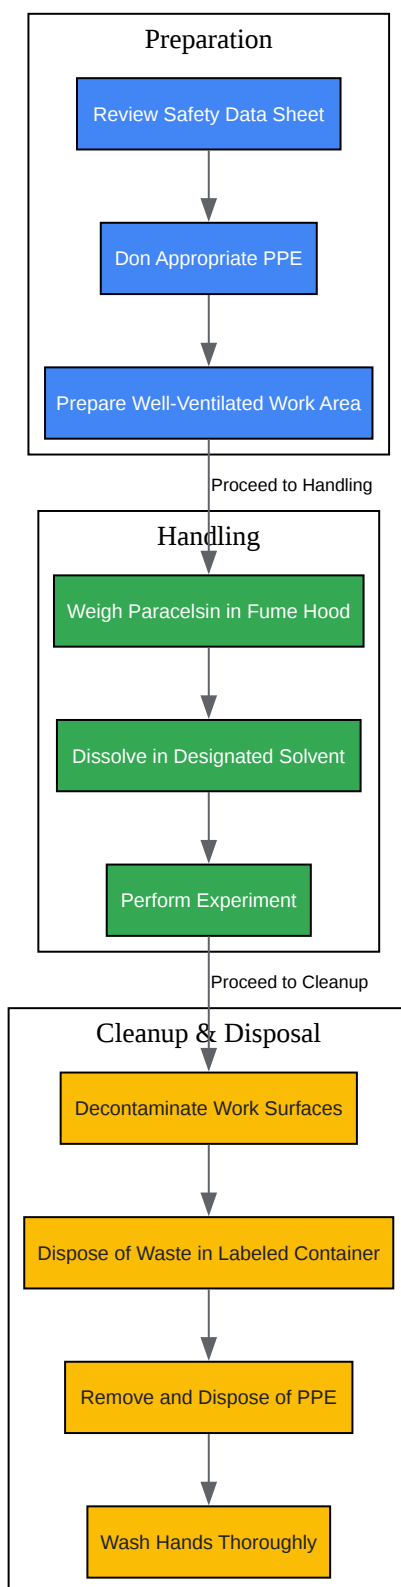 Preparation
Review Safety Data Sheet
Don Appropriate PPE
Prepare Well-Ventilated Work Area
Proceed to Handling
Handling
Weigh Paracelsin in Fume Hood
Dissolve in Designated Solvent
Perform Experiment
Proceed to Cleanup
Cleanup & Disposal
Decontaminate Work Surfaces
Dispose of Waste in Labeled Container
Remove and Dispose of PPE
Wash Hands Thoroughly